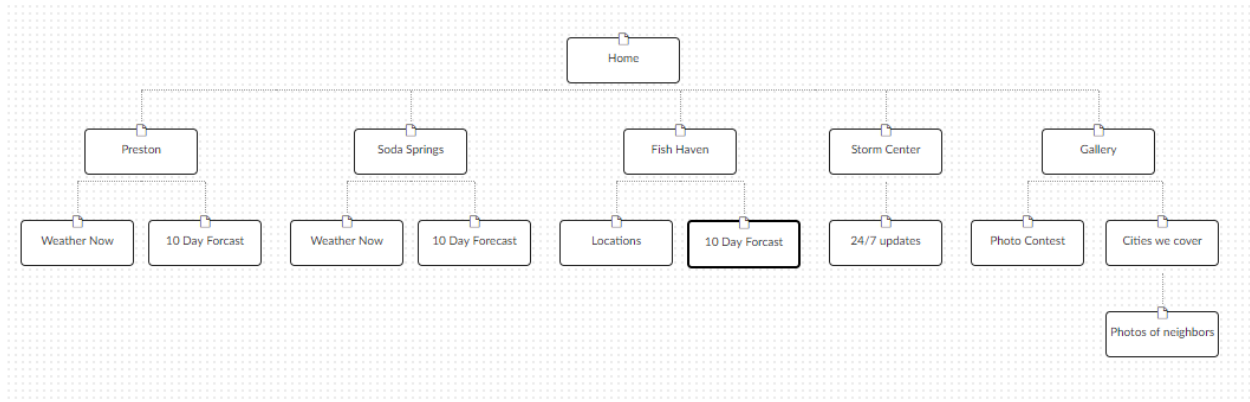 Home
Preston
Soda Springs
Fish Haven
Storm Center
Gallery
Weather Now
10 Day Forcast
Weather Now
10 Day Forecast
Locations
10 Day Forcast
24/7 updates
Photo Contest
Cities we cover
Photos of neighbors